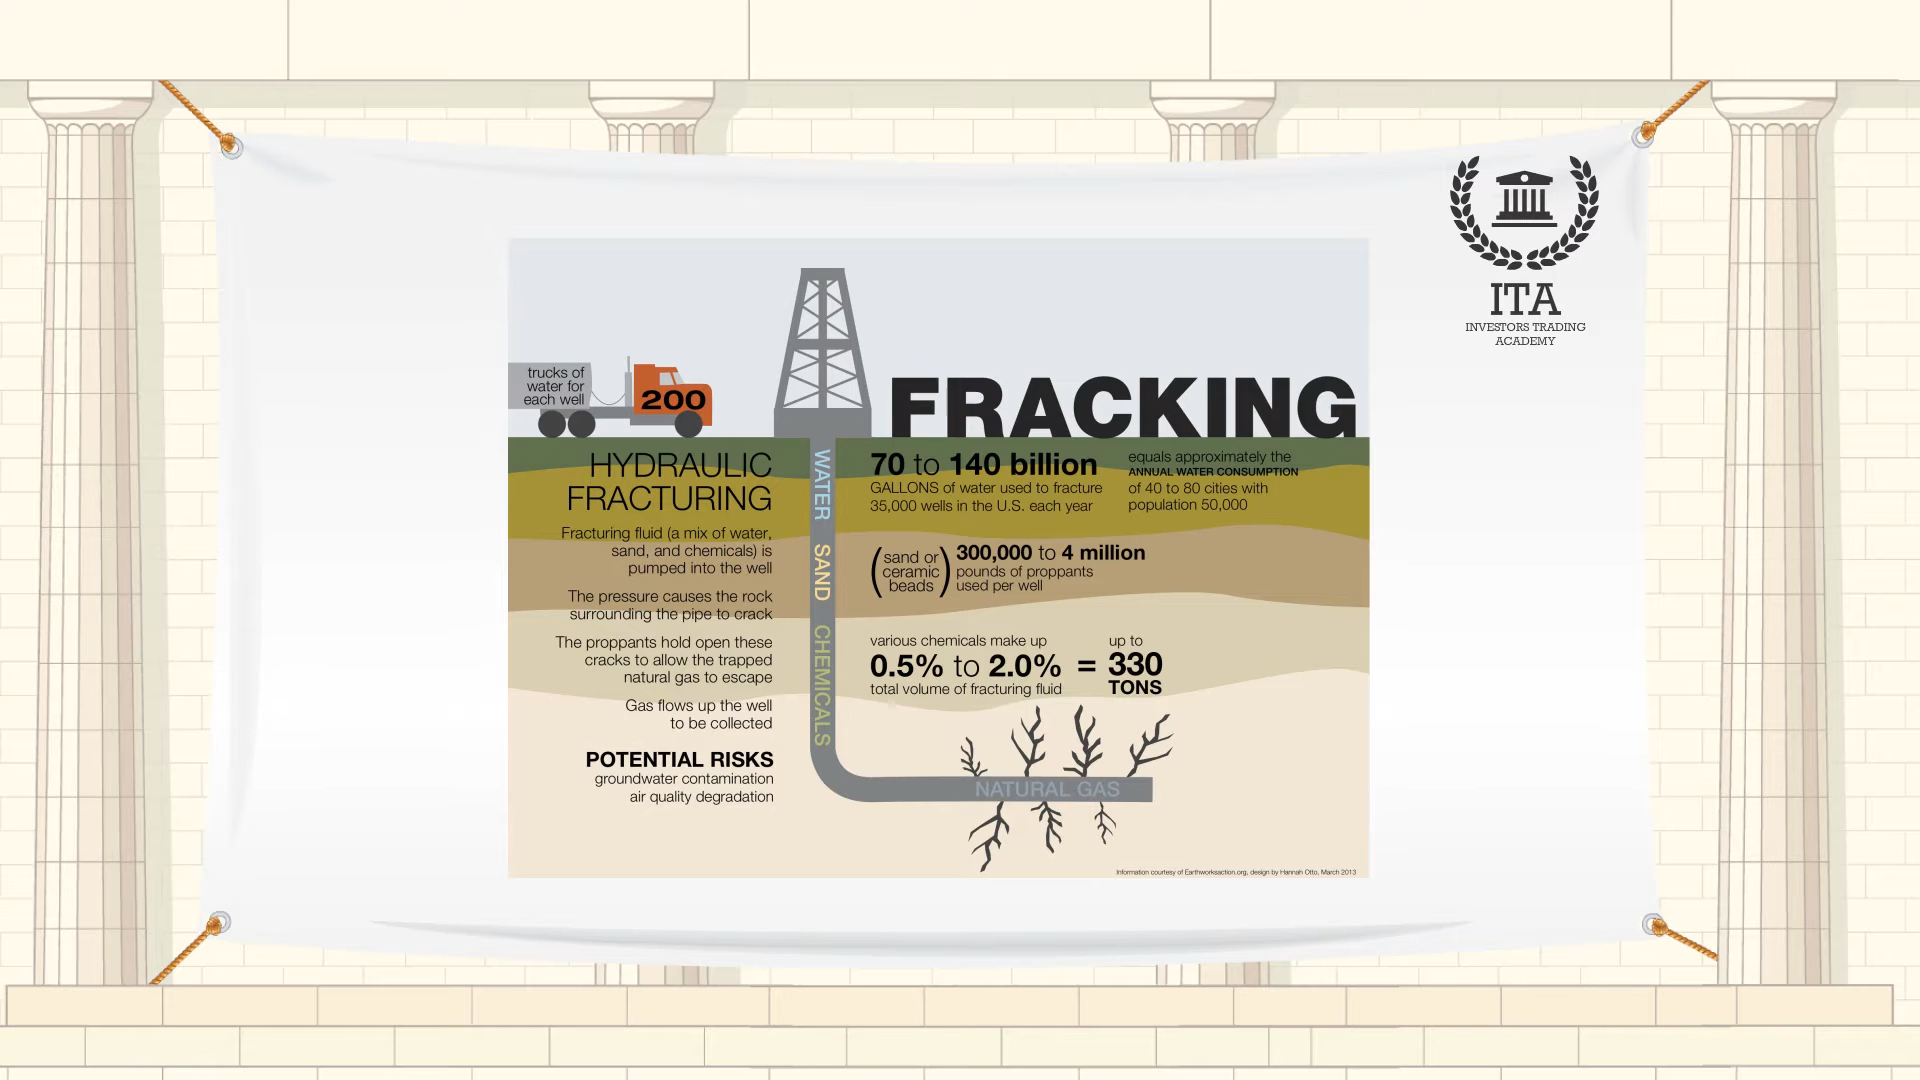 ITA
INVESTORS TRADING
ACADEMY
trucks of
water for
each well
200
FRACKING
HYDRAULIC
FRACTURING
Fracturing fluid (a mix of water,
sand, and chemicals) is
pumped into the well
The pressure causes the rock
surrounding the pipe to crack
The proppants hold open these
cracks to allow the trapped
natural gas to escape
Gas flows up the well
to be collected
POTENTIAL RISKS
groundwater contamination
air quality degradation
WATER
SAND
CHEMICALS
NATURAL GAS
70 to 140 billion
GALLONS of water used to fracture
35,000 wells in the U.S. each year
equals approximately the
ANNUAL WATER CONSUMPTION
of 40 to 80 cities with
population 50,000
(sand or
ceramic
beads)
300,000 to 4 million
pounds of proppants
used per well
various chemicals make up
0.5% to 2.0%
total volume of fracturing fluid
=
up to
330
TONS
Information courtesy of Earthworksaction.org, design by Hannah Otto, March 2013